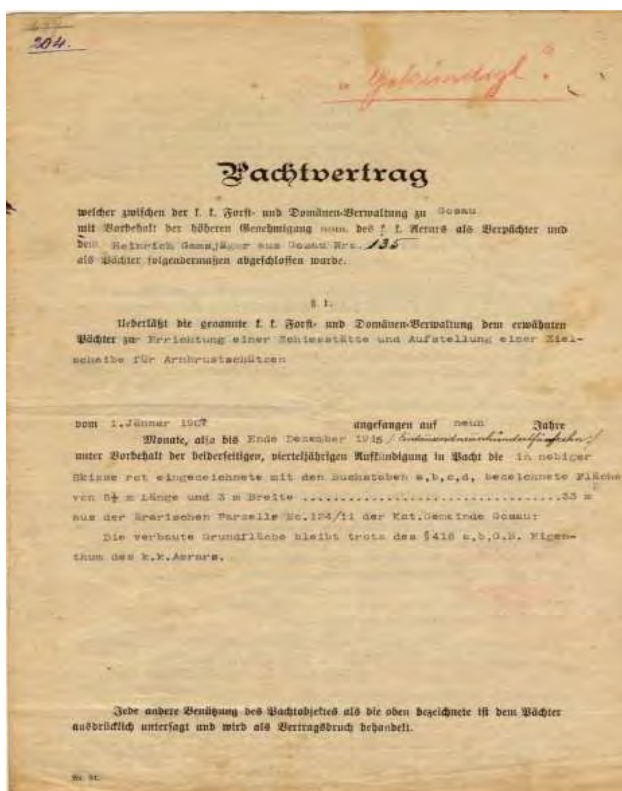 204.
"Gekündigt".
Pachtvertrag
welcher zwischen der k. k. Forst- und Domänen-Verwaltung zu Gosau
mit Vorbehalt der höheren Genehmigung nom. des k. k. Aerars als Verpächter und
dem Heinrich Gamsjäger aus Gosau Nro. 135
als Pächter folgendermaßen abgeschlossen wurde.
§ 1.
Ueberläßt die genannte k. k. Forst- und Domänen-Verwaltung dem erwähnten
Pächter zur Errichtung einer Schiesstätte und Aufstellung einer Ziel-
scheibe für Armbrustschützen
vom 1.Jänner 1907 angefangen auf neun Jahre
Monate, also bis Ende Dezember 1915 /Eintausendneunhundertfünfzehn/
unter Vorbehalt der beiderseitigen, vierteljährigen Aufkündigung in Pacht die in nebiger
Skizze rot eingezeichnete mit den Buchstaben a,b,c,d, bezeichnete Fläche
von m Länge und 3 m Breite .................................33 m
aus der ärarischen Parzelle No.124/11 der Kat.Gemeinde Gosau:
Die verbaute Grundfläche bleibt trotz des §418 a.b.G.B. Eigen-
thum des k.k.Aerars.
Jede andere Benützung des Pachtobjektes als die oben bezeichnete ist dem Pächter
ausdrücklich untersagt und wird als Vertragsbruch behandelt.